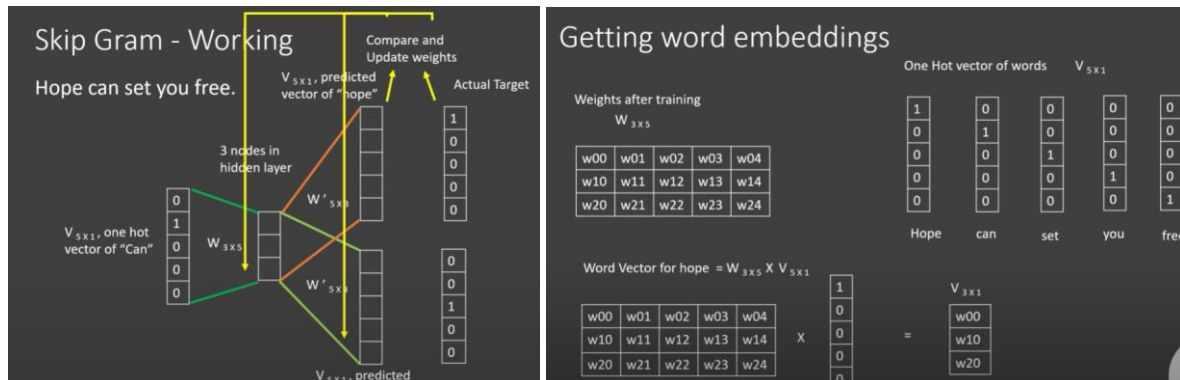 Skip Gram - Working
Hope can set you free.
Compare and
Update weights
V 5X1, predicted
vector of "hope"
Actual Target
1
0
0
0
0
3 nodes in
hidden layer
W' 5X3
0
1
0
0
0
V 5X1, one hot
vector of "Can"
W 3X5
W' 5X3
0
0
1
0
0
V 5X1, predicted
Getting word embeddings
One Hot vector of words V 5X1
Weights after training
W 3X5
w00 w01 w02 w03 w04
w10 w11 w12 w13 w14
w20 w21 w22 w23 w24
1 0 0 0 0
0 1 0 0 0
0 0 1 0 0
0 0 0 1 0
0 0 0 0 1
Hope can set you free
Word Vector for hope = W 3X5 X V 5X1
w00 w01 w02 w03 w04
w10 w11 w12 w13 w14
w20 w21 w22 w23 w24
X
1
0
0
0
0
=
V 3X1
w00
w10
w20